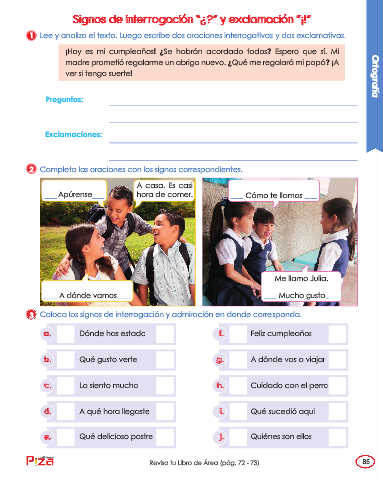 Signos de interrogación "¿?" y exclamación "¡!"
1 Lee y analiza el texto. Luego escribe dos oraciones interrogativas y dos exclamativas.
¡Hoy es mi cumpleaños! ¿Se habrán acordado todos? Espero que sí. Mi
madre prometió regalarme un abrigo nuevo. ¿Qué me regalará mi papá? ¡A
ver si tengo suerte!
Ortografía
Preguntas:
Exclamaciones:
2 Completa las oraciones con los signos correspondientes.
___ Apúrense ___
A casa. Es casi
hora de comer.
___ A dónde vamos ___
___ Cómo te llamas ___
Me llamo Julia.
___ Mucho gusto ___
3 Coloca los signos de interrogación y admiración en donde corresponda.
a. Dónde has estado
b. Qué gusto verte
c. Lo siento mucho
d. A qué hora llegaste
e. Qué delicioso postre
f. Feliz cumpleaños
g. A dónde vas a viajar
h. Cuidado con el perro
i. Qué sucedió aquí
j. Quiénes son ellos
Revisa tu Libro de Área (pág. 72 - 73)
85